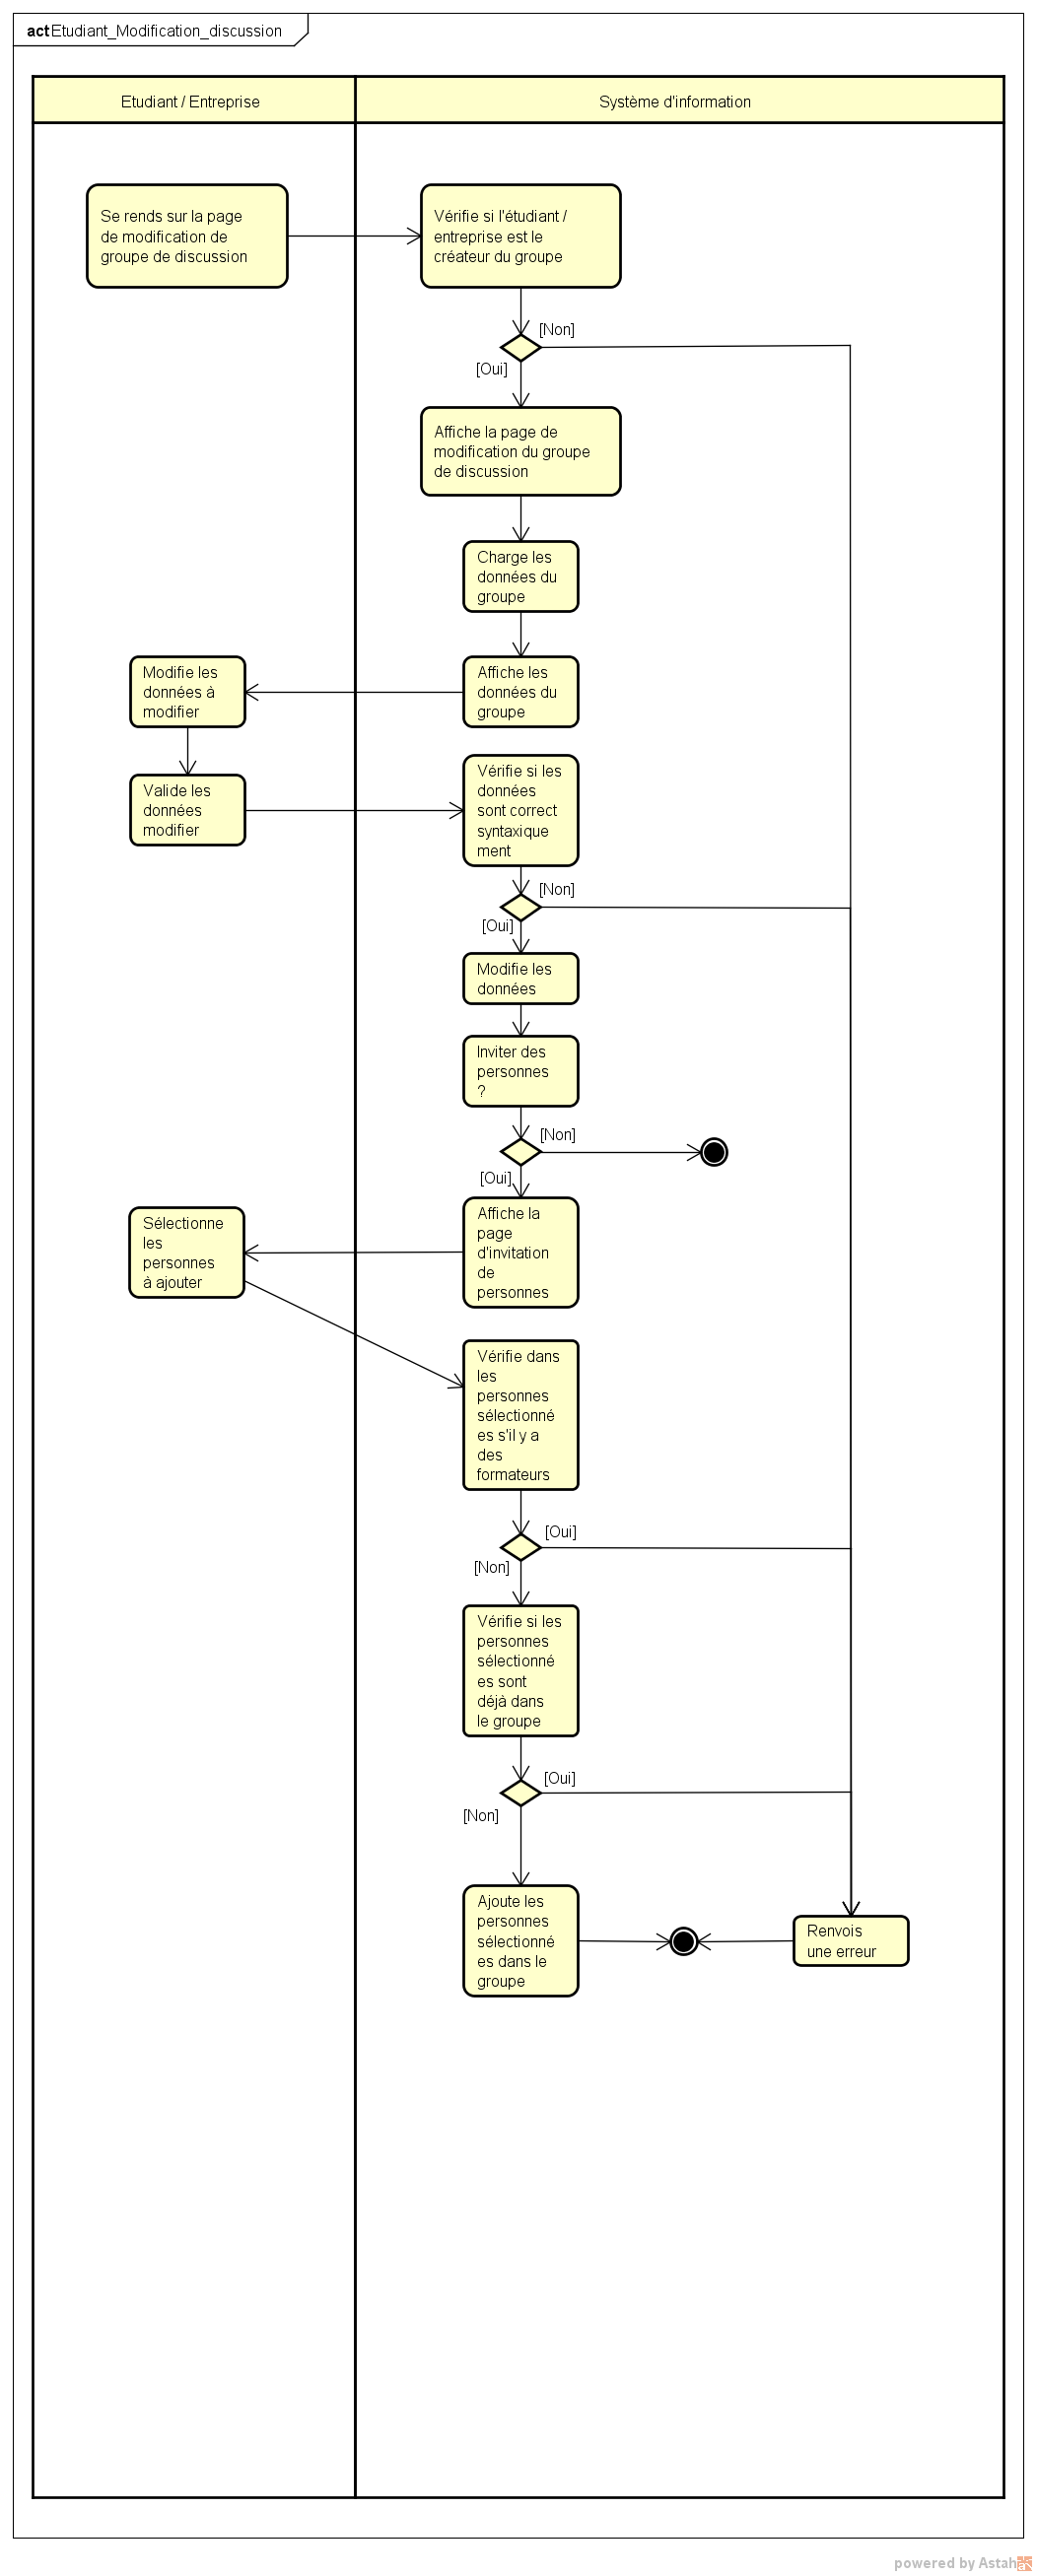 act Etudiant_Modification_discussion
Etudiant / Entreprise
Système d'information
Se rends sur la page
de modification de
groupe de discussion
Vérifie si l'étudiant /
entreprise est le
créateur du groupe
[Non]
[Oui]
Affiche la page de
modification du groupe
de discussion
Charge les
données du
groupe
Affiche les
données du
groupe
Modifie les
données à
modifier
Valide les
données
modifier
Vérifie si les
données
sont correct
syntaxique
ment
[Non]
[Oui]
Modifie les
données
Inviter des
personnes
?
[Non]
[Oui]
Affiche la
page
d'invitation
de
personnes
Sélectionne
les
personnes
à ajouter
Vérifie dans
les
personnes
sélectionné
es s'il y a
des
formateurs
[Oui]
[Non]
Vérifie si les
personnes
sélectionné
es sont
déjà dans
le groupe
[Oui]
[Non]
Ajoute les
personnes
sélectionné
es dans le
groupe
Renvois
une erreur
powered by Astah